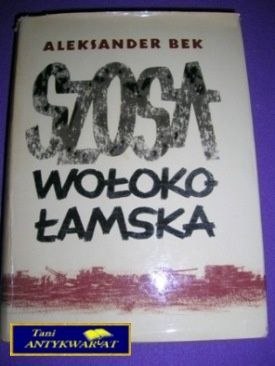 ALEKSANDER BEK
SZOSA
WOŁOKO
ŁAMSKA
Tani
ANTYKWARIAT